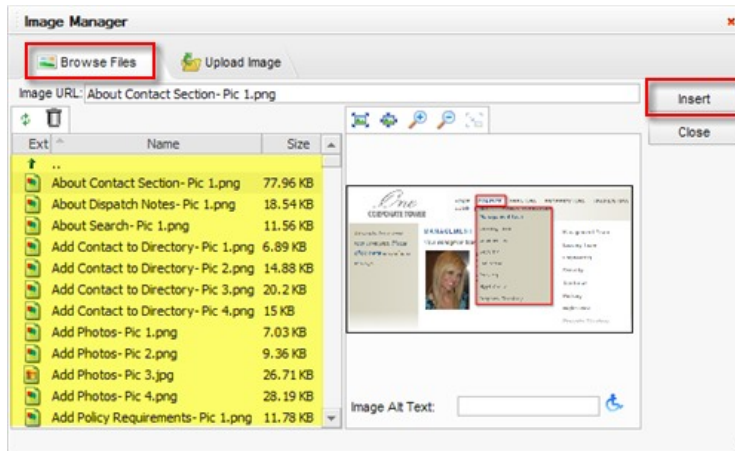 Image Manager
Browse Files
Upload Image
Image URL: About Contact Section- Pic 1.png
Insert
Close
Ext Name Size
..
About Contact Section- Pic 1.png 77.96 KB
About Dispatch Notes- Pic 1.png 18.54 KB
About Search- Pic 1.png 11.56 KB
Add Contact to Directory- Pic 1.png 6.89 KB
Add Contact to Directory- Pic 2.png 14.88 KB
Add Contact to Directory- Pic 3.png 20.2 KB
Add Contact to Directory- Pic 4.png 15 KB
Add Photos- Pic 1.png 7.03 KB
Add Photos- Pic 2.png 9.36 KB
Add Photos- Pic 3.jpg 26.71 KB
Add Photos- Pic 4.png 28.19 KB
Add Policy Requirements- Pic 1.png 11.78 KB
One
CORPORATE TOWER
MANAGEMENT
Management Team
Image Alt Text: